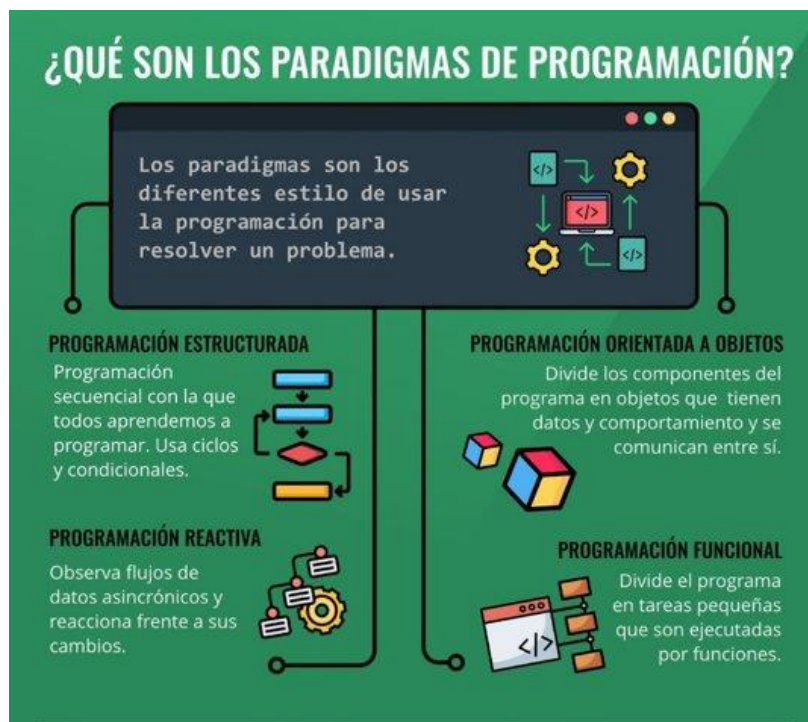 ¿QUÉ SON LOS PARADIGMAS DE PROGRAMACIÓN?
Los paradigmas son los
diferentes estilo de usar
la programación para
resolver un problema.
</>
</>
</>
PROGRAMACIÓN ESTRUCTURADA
Programación
secuencial con la que
todos aprendemos a
programar. Usa ciclos
y condicionales.
PROGRAMACIÓN ORIENTADA A OBJETOS
Divide los componentes del
programa en objetos que tienen
datos y comportamiento y se
comunican entre sí.
PROGRAMACIÓN REACTIVA
Observa flujos de
datos asincrónicos y
reacciona frente a sus
cambios.
PROGRAMACIÓN FUNCIONAL
Divide el programa
en tareas pequeñas
que son ejecutadas
por funciones.
</>